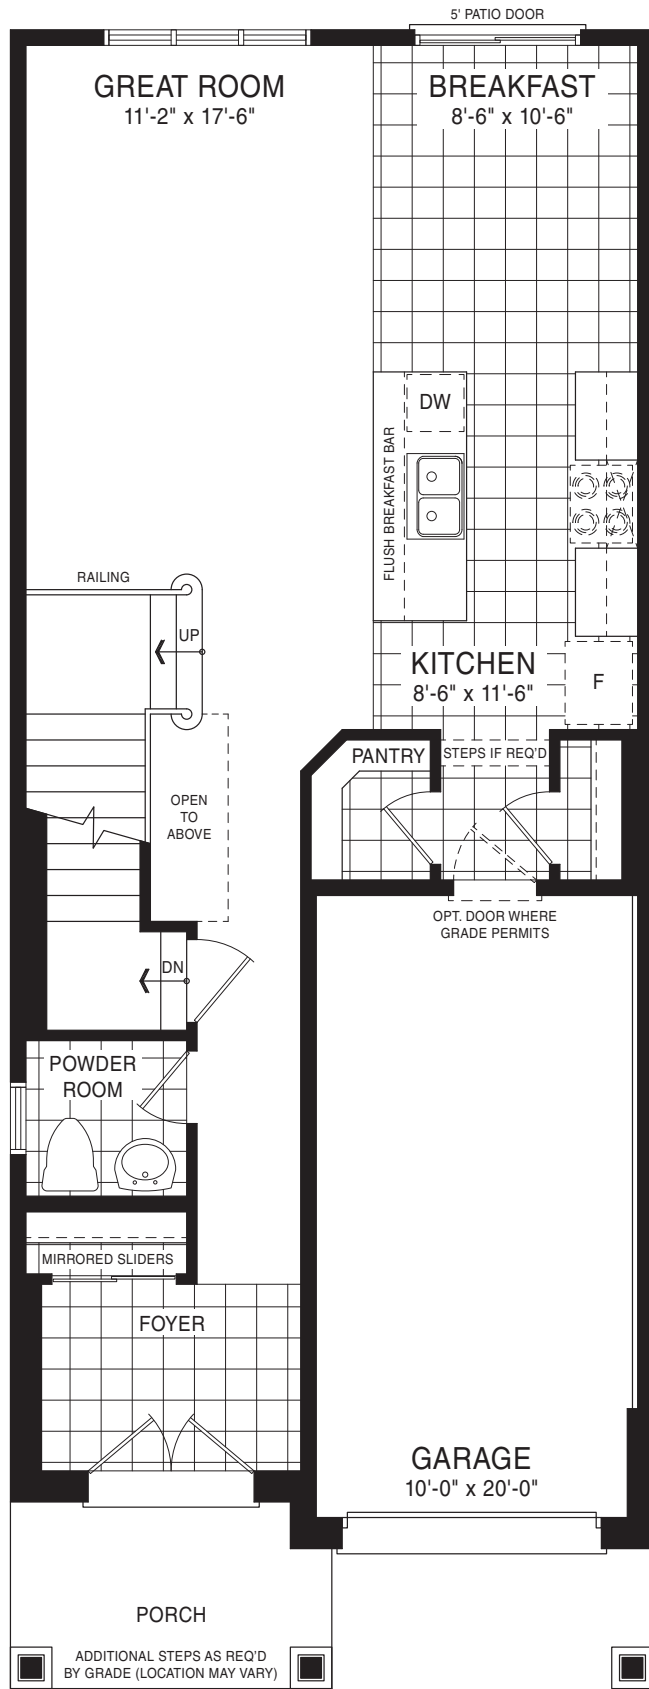 5' PATIO DOOR
GREAT ROOM
11'-2" x 17'-6"
BREAKFAST
8'-6" x 10'-6"
DW
FLUSH BREAKFAST BAR
RAILING
UP
KITCHEN
8'-6" x 11'-6"
F
PANTRY
STEPS IF REQ'D
OPEN
TO
ABOVE
OPT. DOOR WHERE
GRADE PERMITS
DN
POWDER
ROOM
MIRRORED SLIDERS
FOYER
GARAGE
10'-0" x 20'-0"
PORCH
ADDITIONAL STEPS AS REQ'D
BY GRADE (LOCATION MAY VARY)